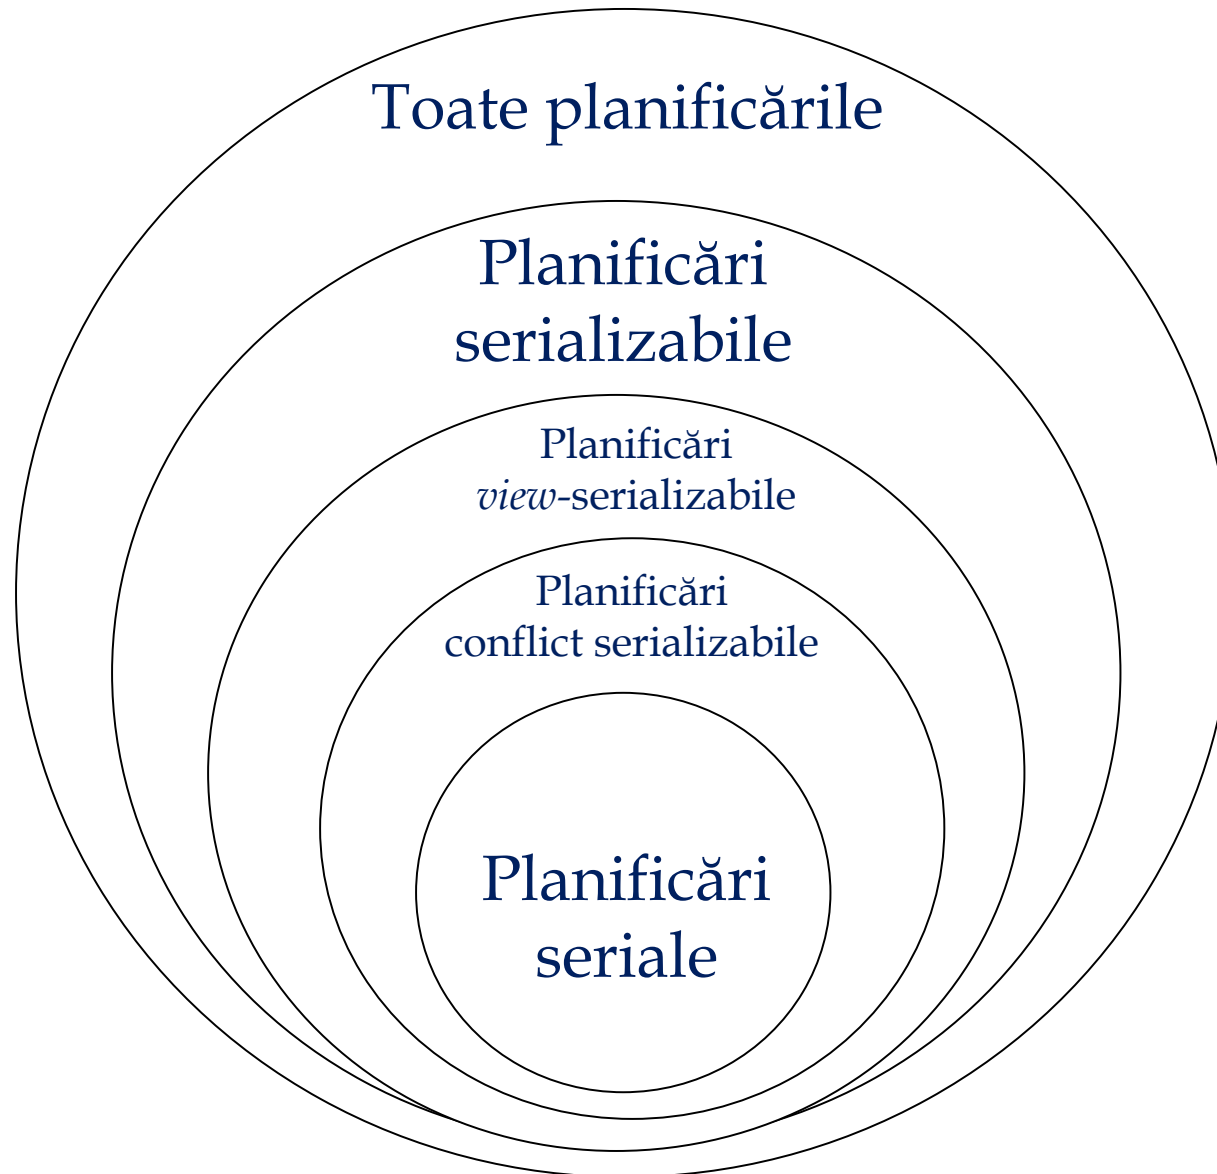 Toate planificările
Planificări
serializabile
Planificări
view-serializabile
Planificări
conflict serializabile
Planificări
seriale